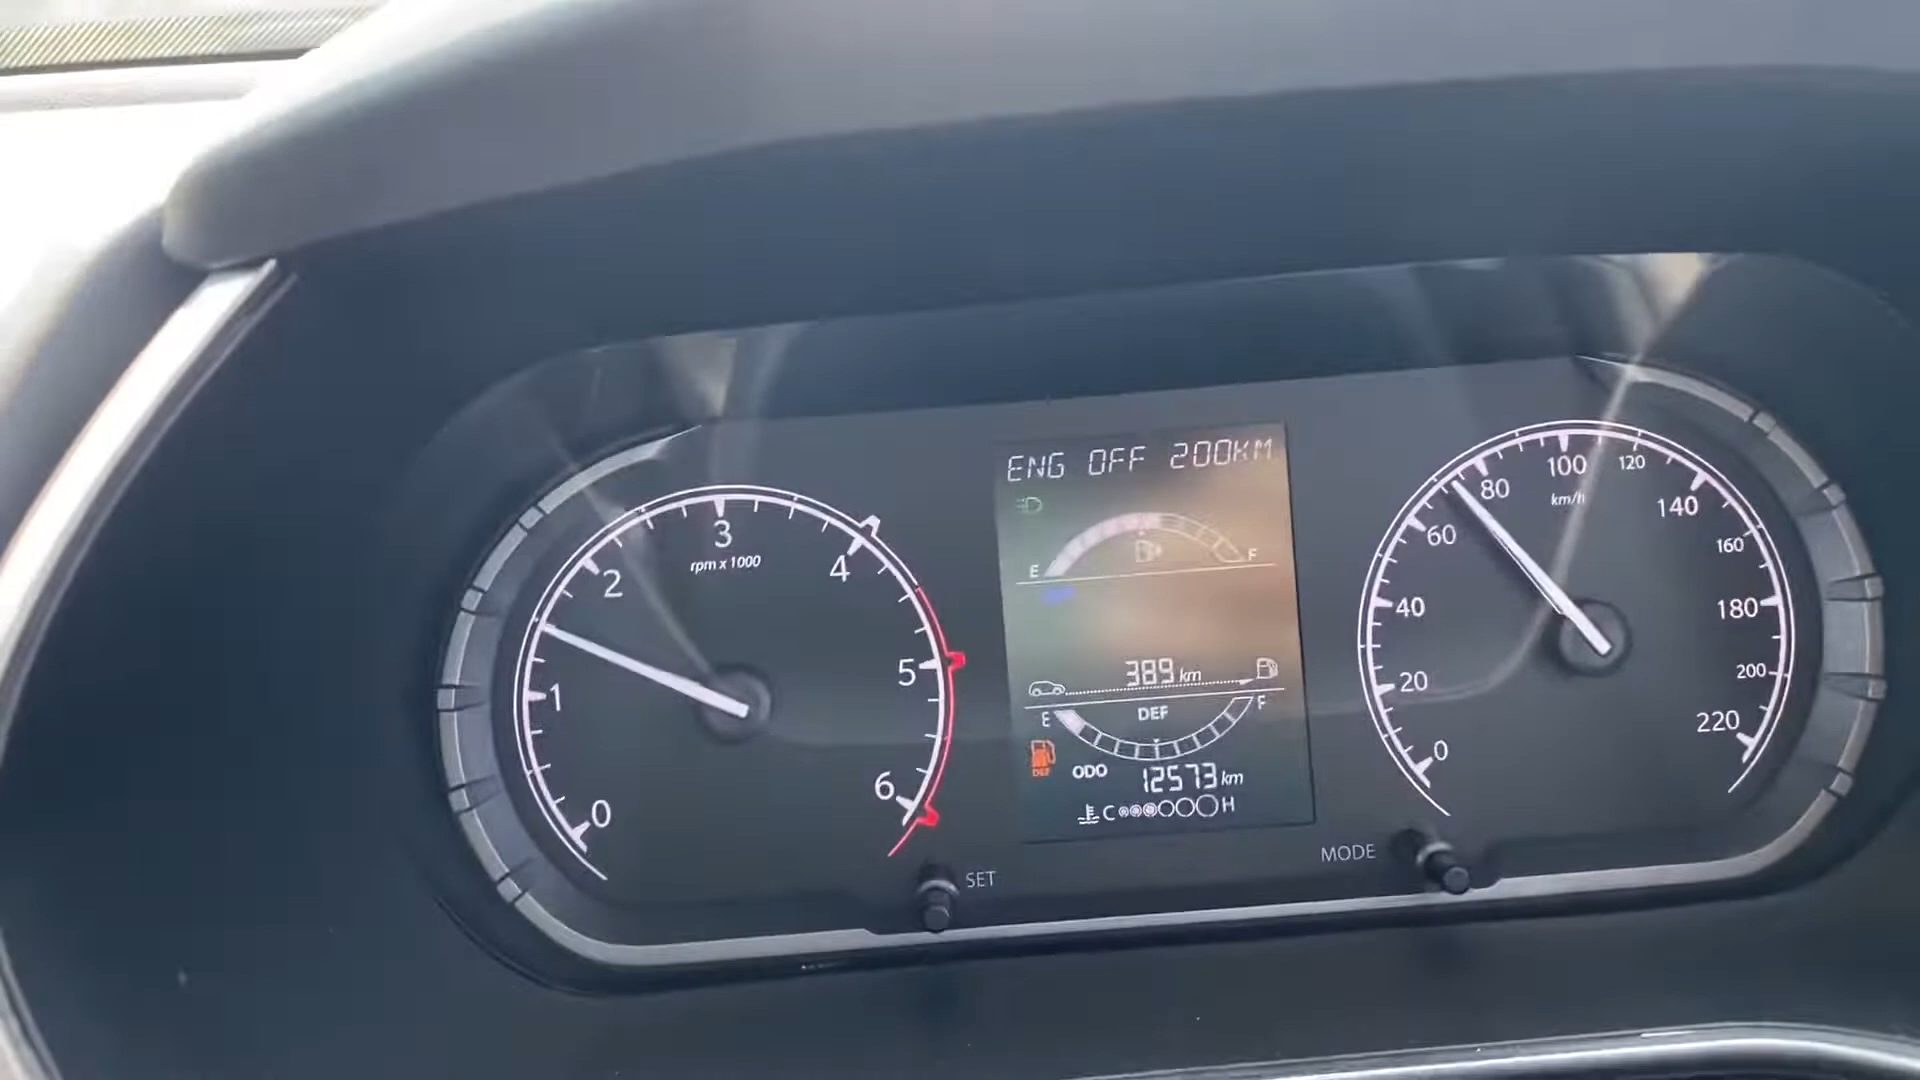 0
1
2
3
4
5
6
rpm x 1000
SET
ENG OFF 200KM
E
F
389 km
E
DEF
F
DEF
ODO 12573 km
C
H
MODE
0
20
40
60
80
100
120
140
160
180
200
220
km/h